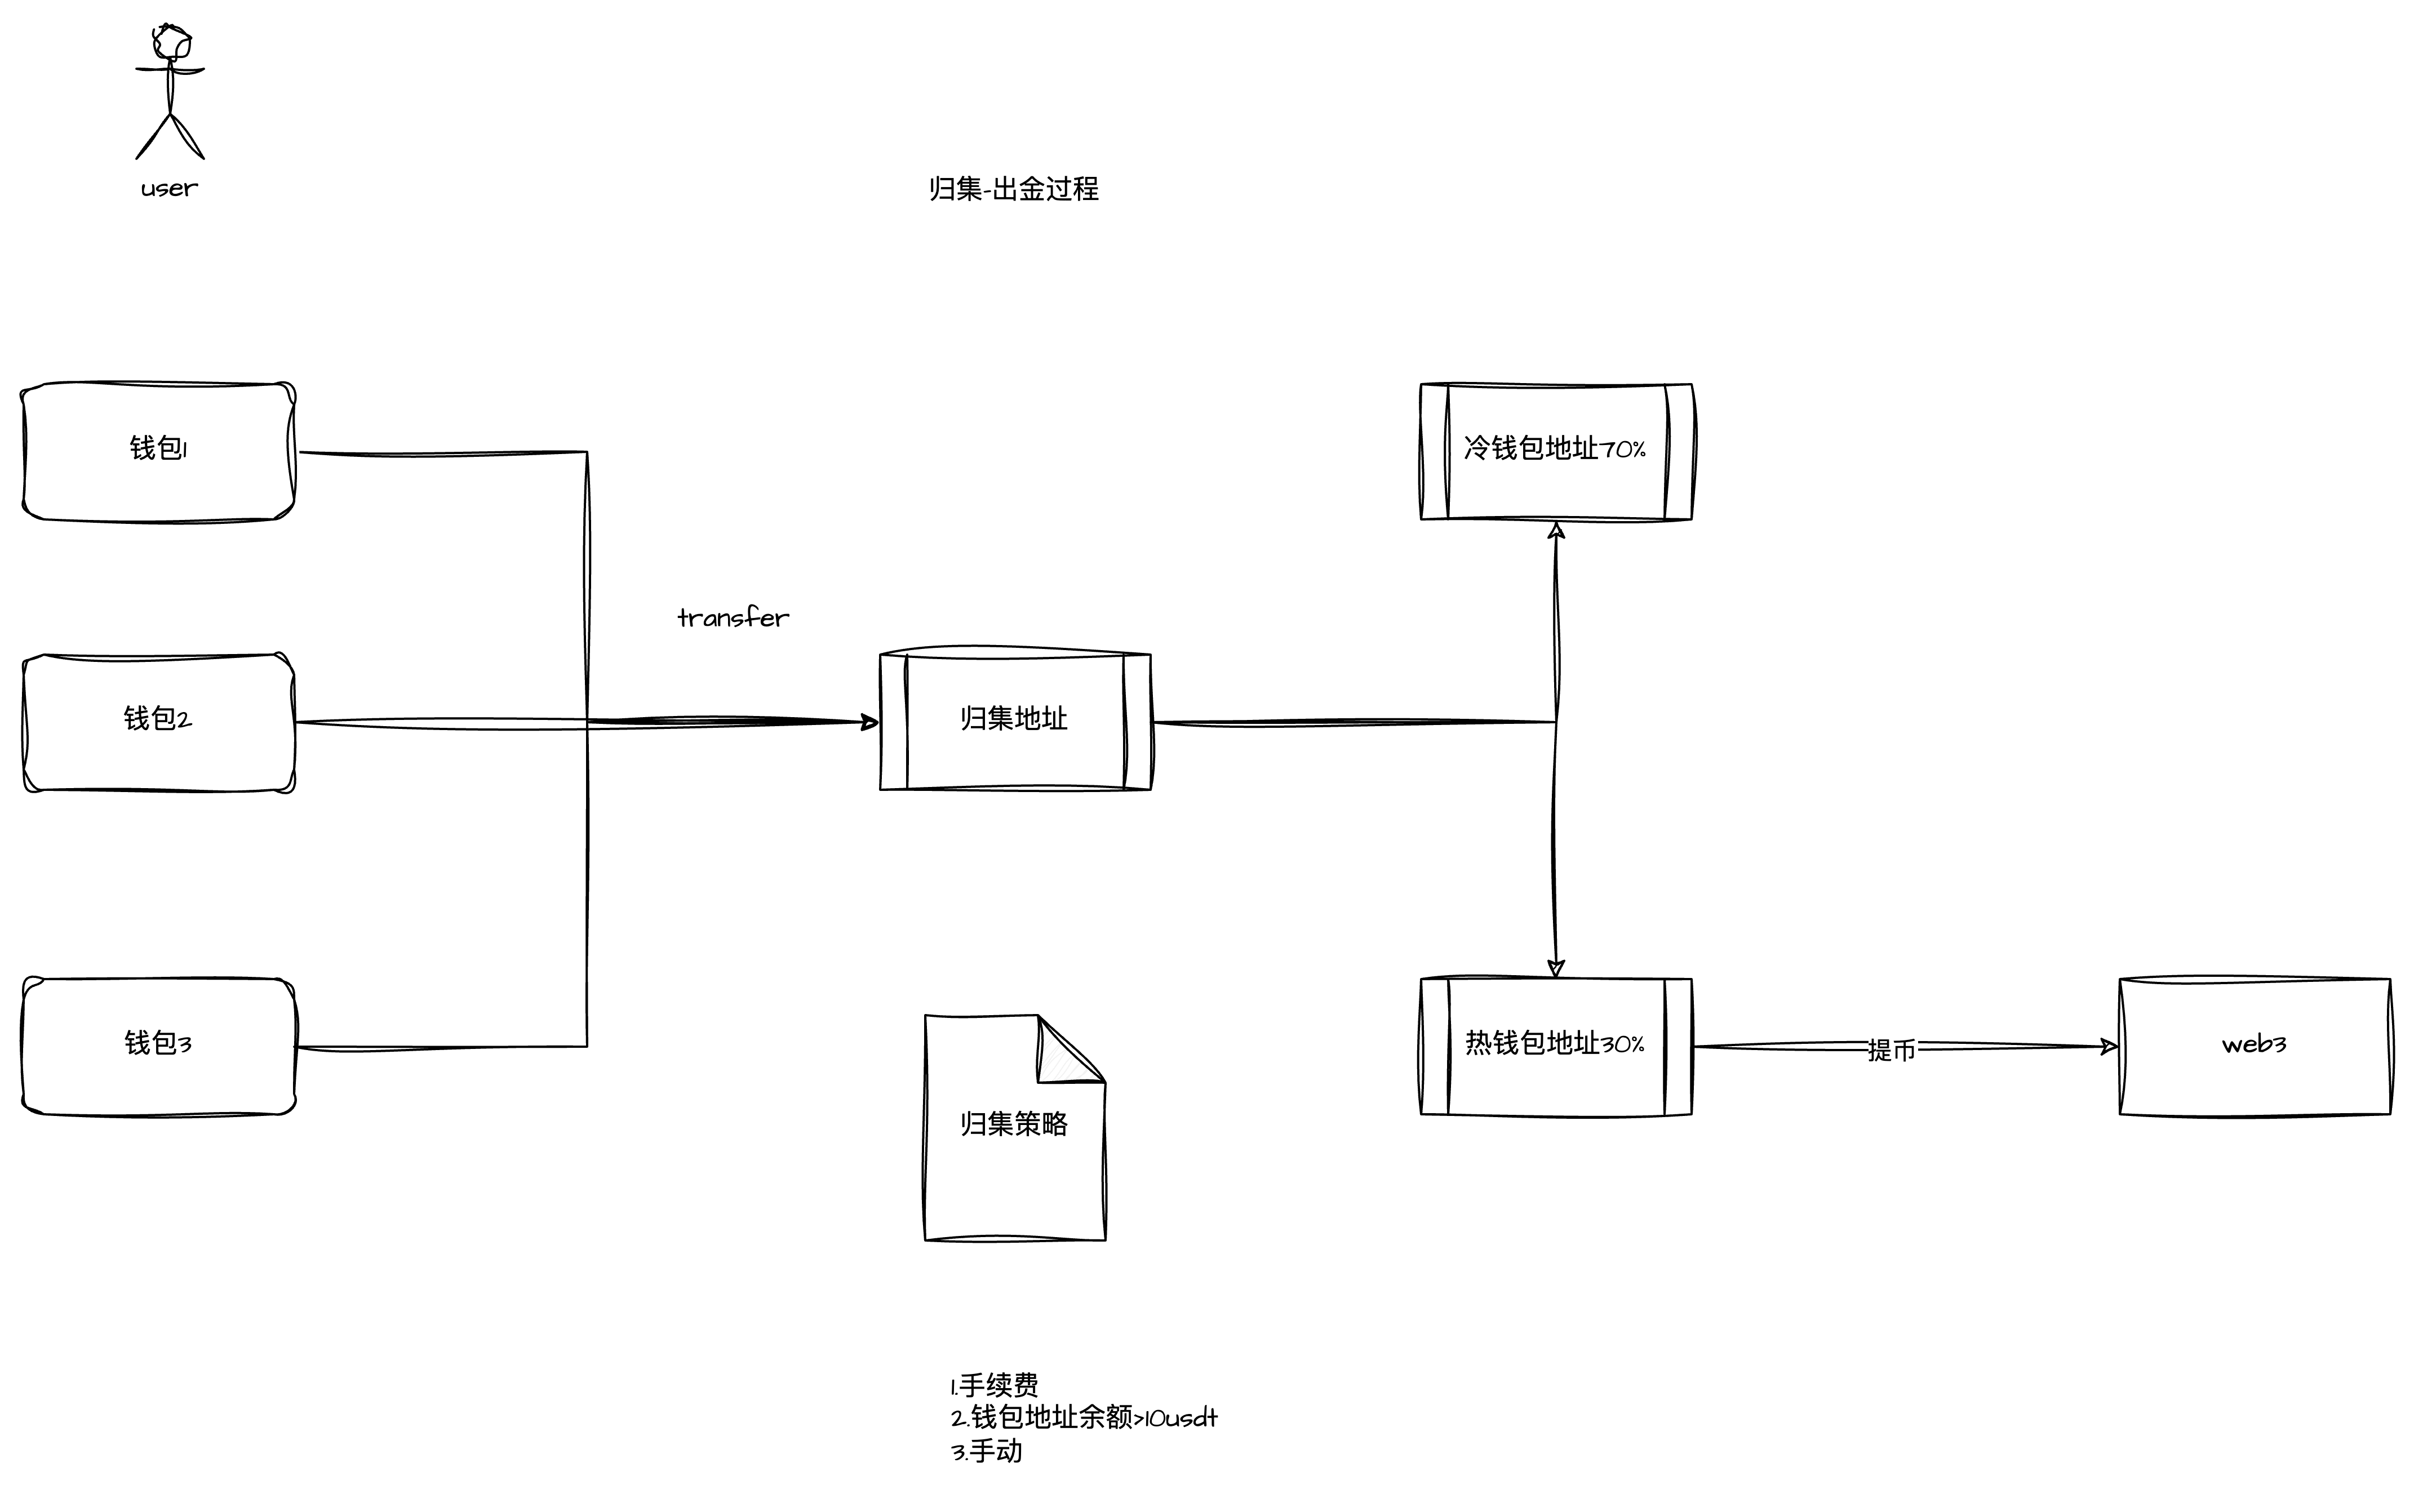 user
归集-出金过程
钱包1
冷钱包地址70%
transfer
钱包2
归集地址
钱包3
热钱包地址30%
提币
web3
归集策略
1.手续费
2.钱包地址余额>10usdt
3.手动